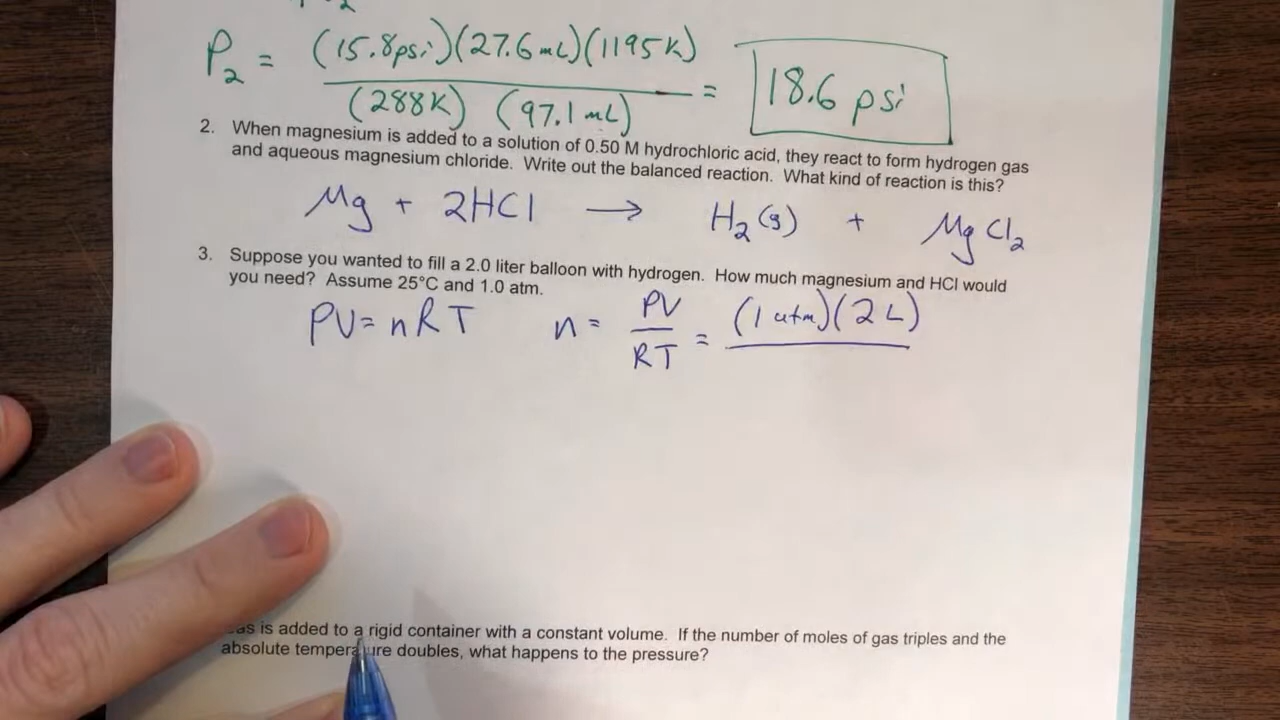 P₂ = (15.8psi)(27.6mL)(1195K) / (288K) (97.1mL) = 18.6 psi
2. When magnesium is added to a solution of 0.50 M hydrochloric acid, they react to form hydrogen gas
and aqueous magnesium chloride. Write out the balanced reaction. What kind of reaction is this?
Mg + 2HCl → H₂(g) + MgCl₂
3. Suppose you wanted to fill a 2.0 liter balloon with hydrogen. How much magnesium and HCl would
you need? Assume 25°C and 1.0 atm.
PV = nRT n = PV / RT = (1 atm)(2 L)
is added to a rigid container with a constant volume. If the number of moles of gas triples and the
absolute temperature doubles, what happens to the pressure?